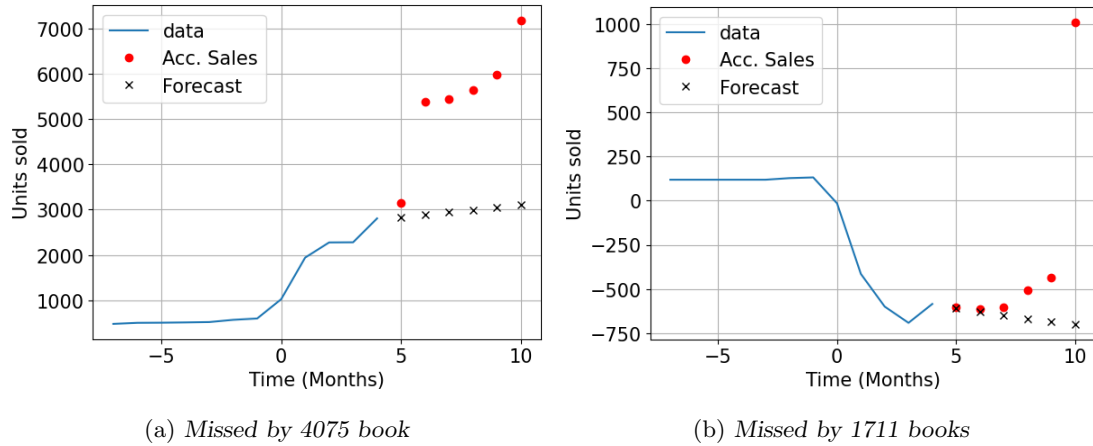 7000
6000
5000
4000
3000
2000
1000
Units sold
data
Acc. Sales
Forecast
−5
0
5
10
Time (Months)
(a) Missed by 4075 book
1000
750
500
250
0
−250
−500
−750
Units sold
data
Acc. Sales
Forecast
−5
0
5
10
Time (Months)
(b) Missed by 1711 books